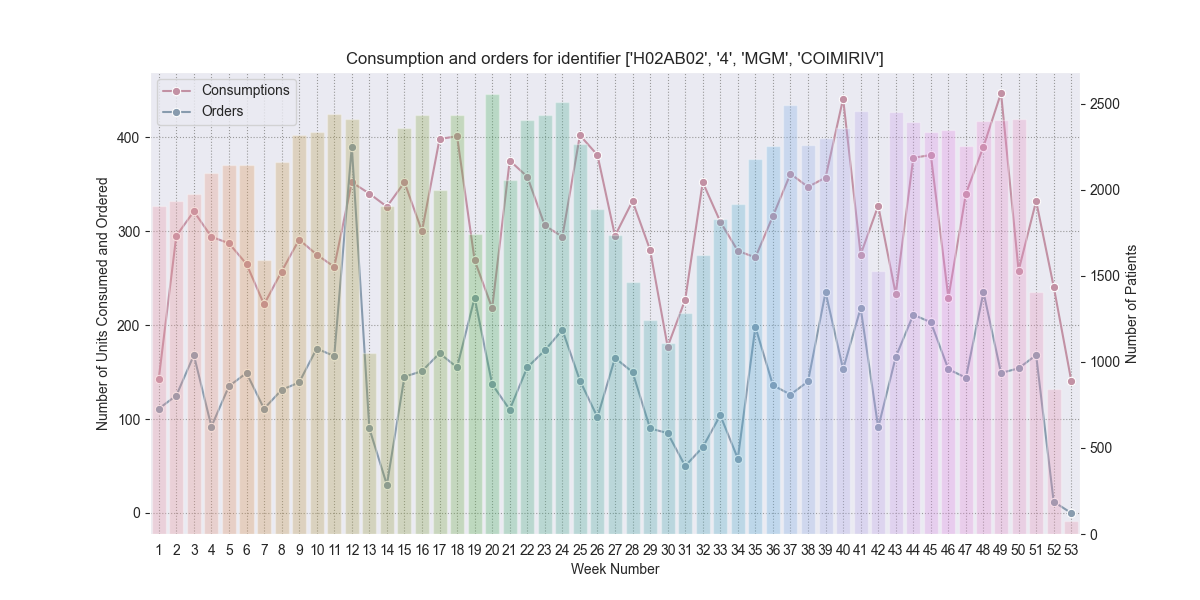 Consumption and orders for identifier ['H02AB02', '4', 'MGM', 'COIMIRIV']
Consumptions
Orders
Number of Units Consumed and Ordered
400
300
200
100
0
2500
2000
1500
1000
500
0
Number of Patients
1 2 3 4 5 6 7 8 9 10 11 12 13 14 15 16 17 18 19 20 21 22 23 24 25 26 27 28 29 30 31 32 33 34 35 36 37 38 39 40 41 42 43 44 45 46 47 48 49 50 51 52 53
Week Number